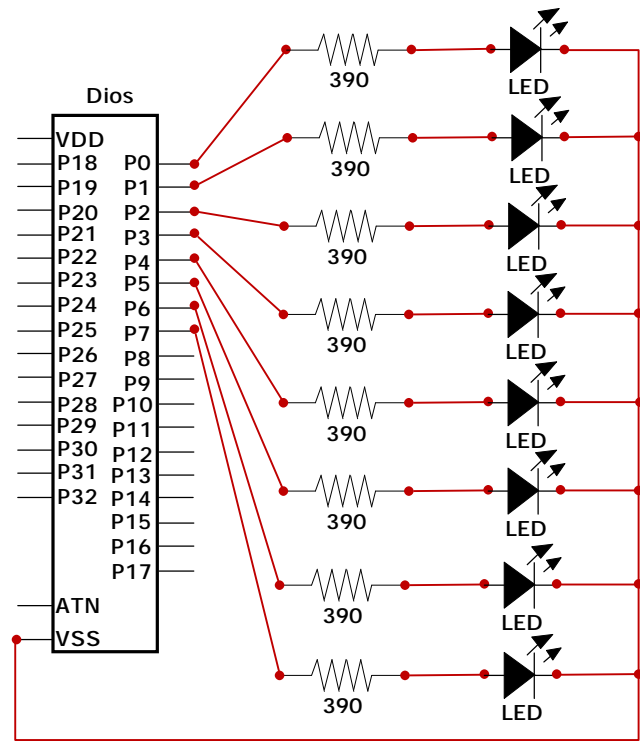 Dios
VDD
P18
P19
P20
P21
P22
P23
P24
P25
P26
P27
P28
P29
P30
P31
P32
ATN
VSS
P0
P1
P2
P3
P4
P5
P6
P7
P8
P9
P10
P11
P12
P13
P14
P15
P16
P17
390
LED
390
LED
390
LED
390
LED
390
LED
390
LED
390
LED
390
LED